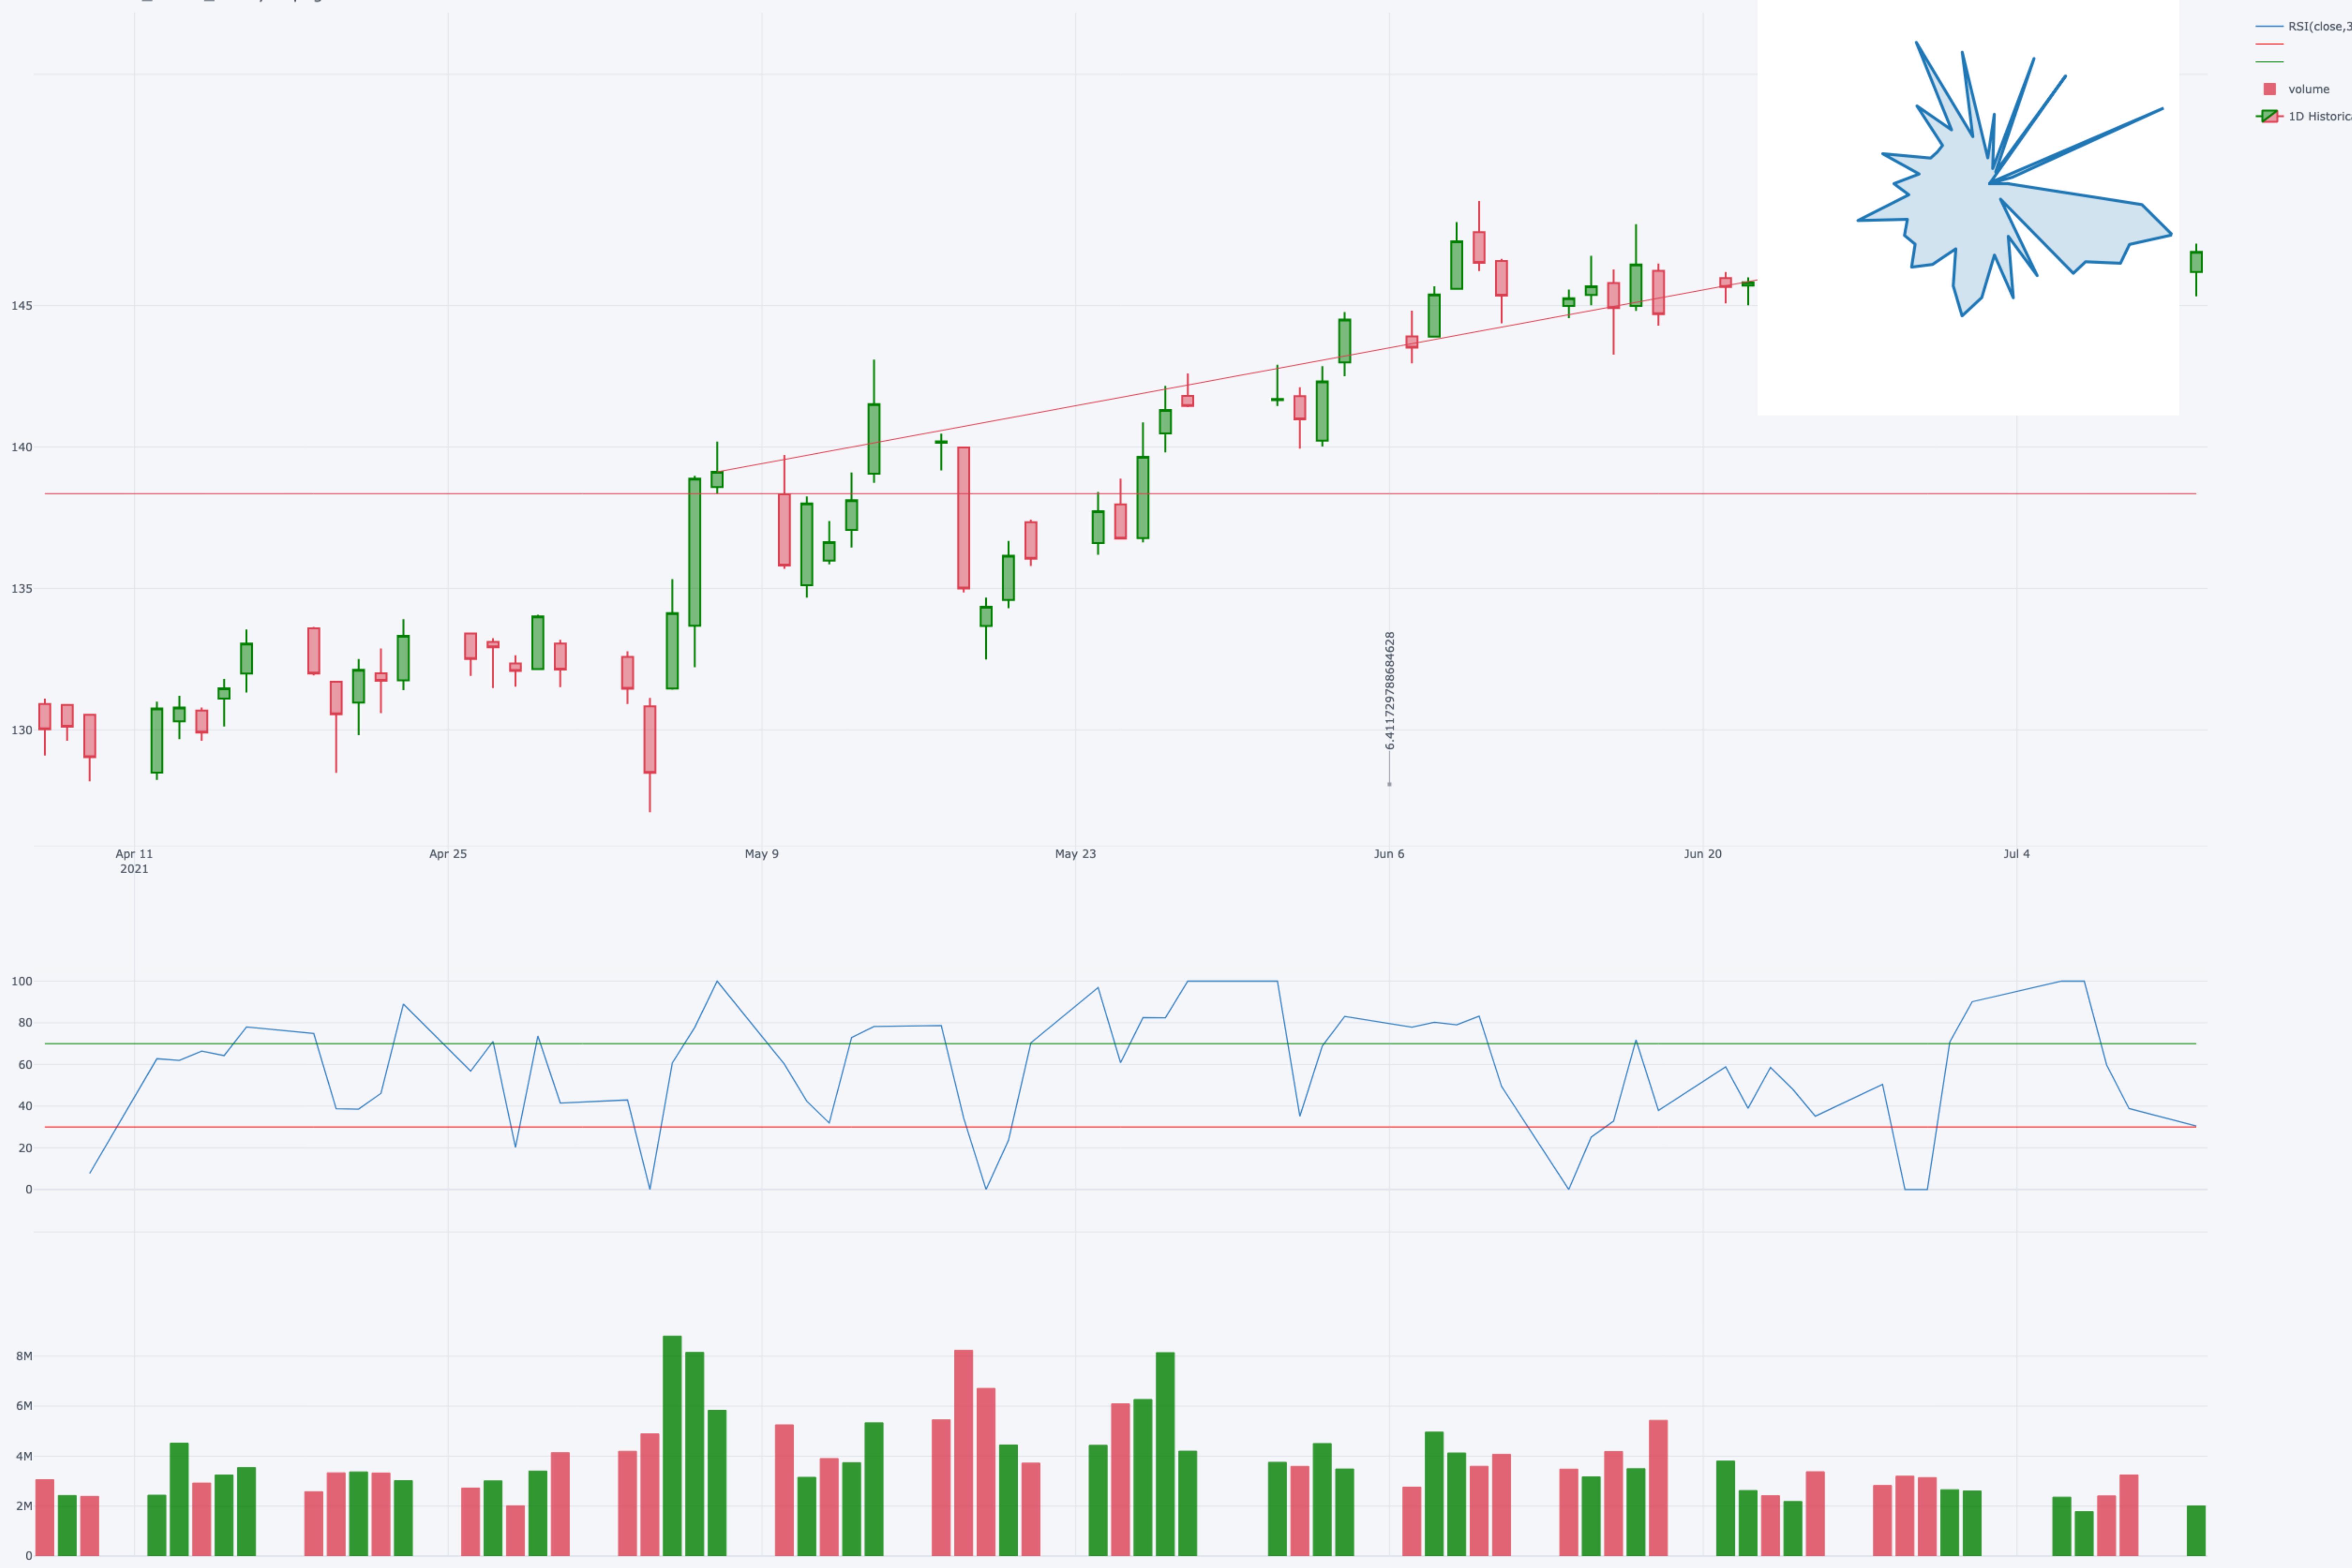 RSI(close,3
volume
1D Historica
145
140
135
130
6.411729788684628
Apr 11
2021
Apr 25
May 9
May 23
Jun 6
Jun 20
Jul 4
100
80
60
40
20
0
8M
6M
4M
2M
0